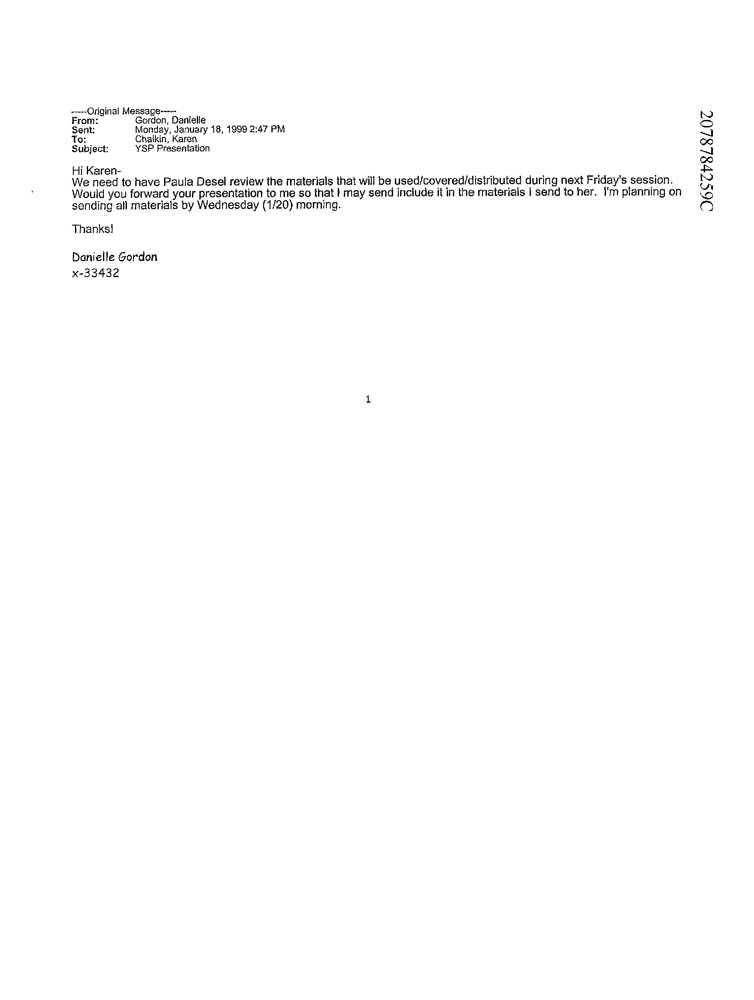 -----Original Message-----
From: Gordon, Danielle
Sent: Monday, January 18, 1999 2:47 PM
To: Chaikin, Karen
Subject: YSP Presentation
Hi Karen-
We need to have Paula Desel review the materials that will be used/covered/distributed during next Friday's session.
Would you forward your presentation to me so that I may send include it in the materials I send to her. I'm planning on
sending all materials by Wednesday (1/20) morning.
Thanks!
Danielle Gordon
x-33432
1
2078784259C